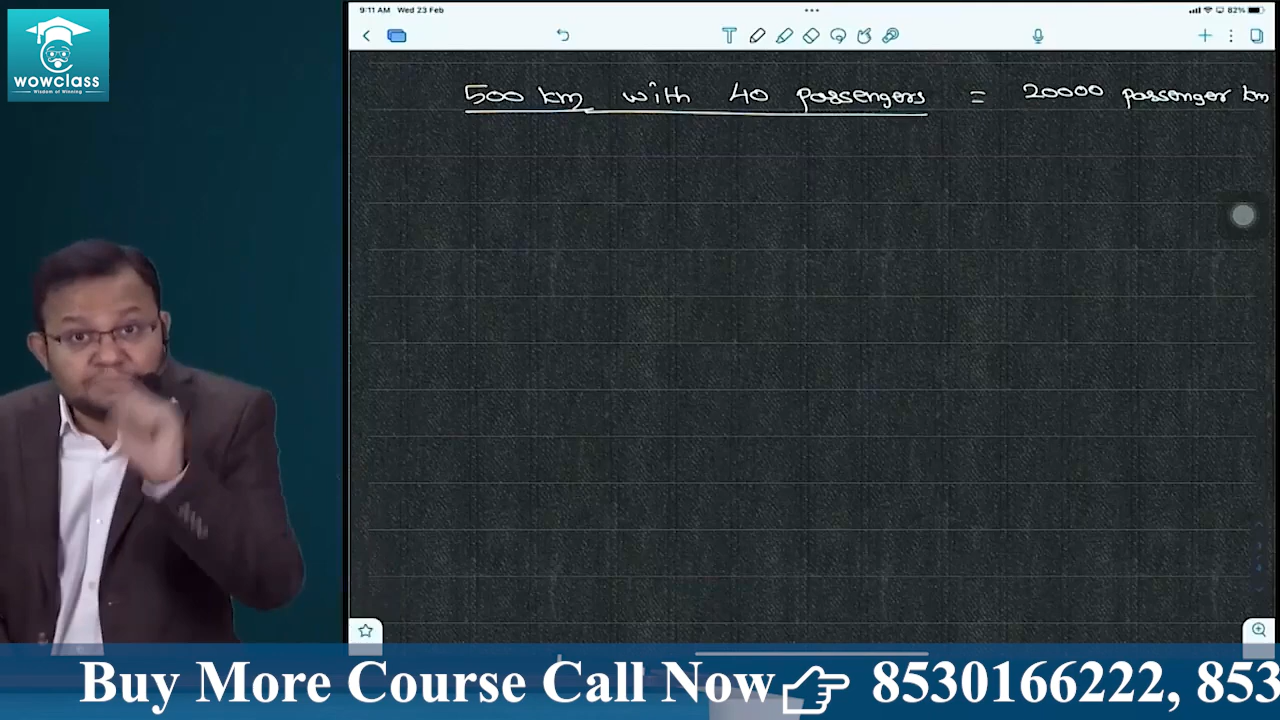 wowclass
Wisdom of Winning
9:11 AM Wed 23 Feb
82%
T
500 km with 40 passengers = 20000 passenger km
Buy More Course Call Now 8530166222, 853